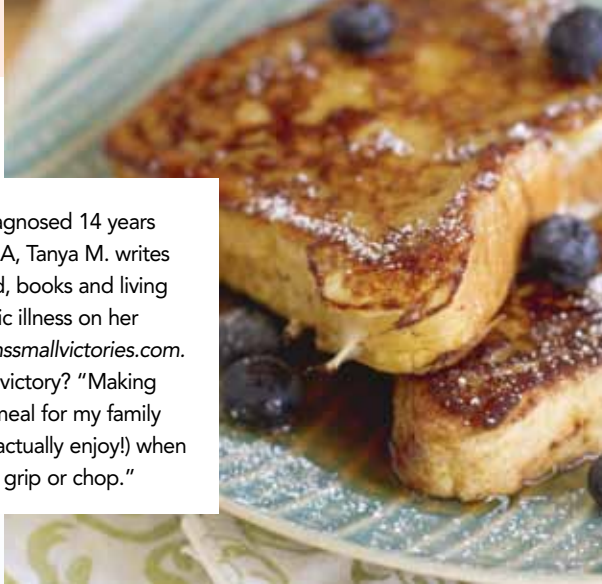 agnosed 14 years
A, Tanya M. writes
, books and living
ic illness on her
ssmallvictories.com.
victory? “Making
meal for my family
actually enjoy!) when
grip or chop.”